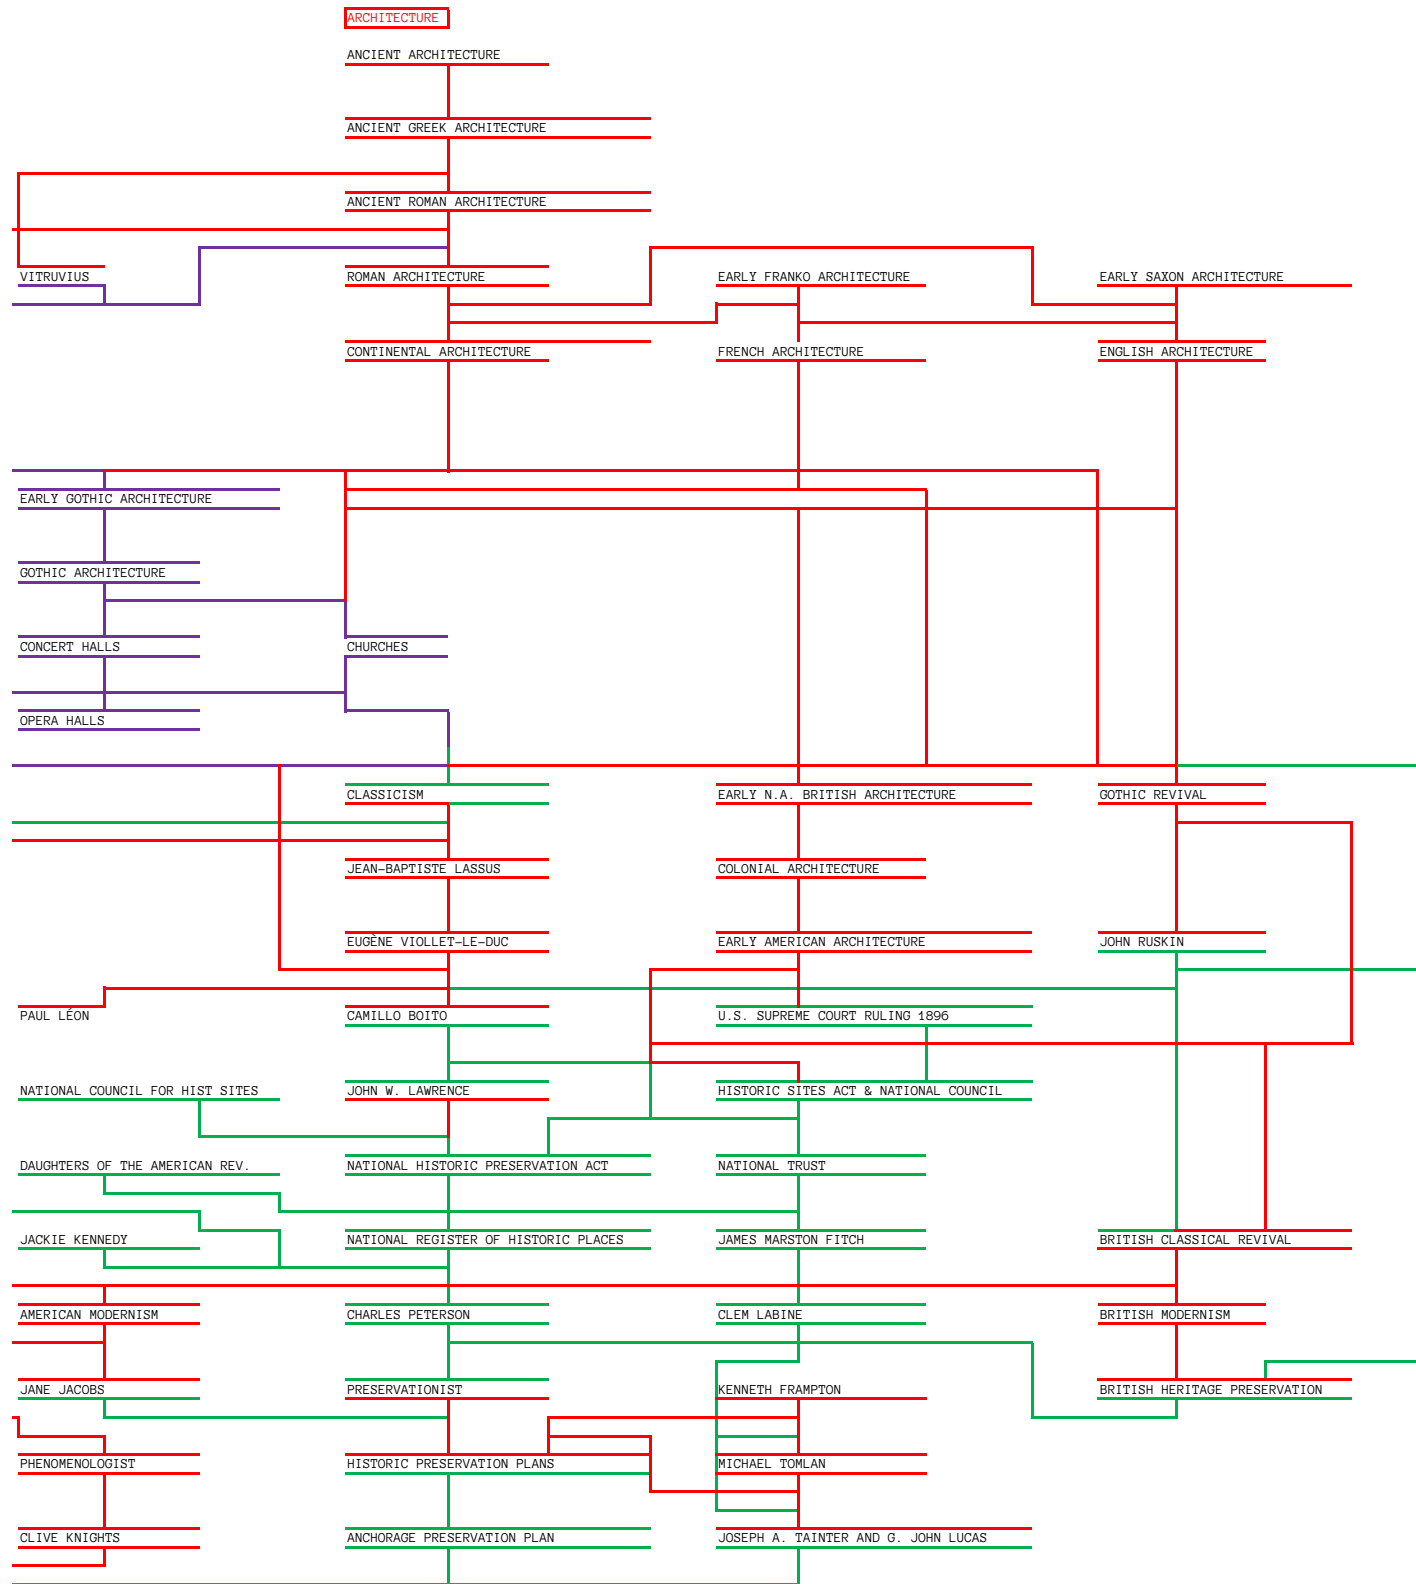 ARCHITECTURE
ANCIENT ARCHITECTURE
ANCIENT GREEK ARCHITECTURE
ANCIENT ROMAN ARCHITECTURE
VITRUVIUS
ROMAN ARCHITECTURE
EARLY FRANKO ARCHITECTURE
EARLY SAXON ARCHITECTURE
CONTINENTAL ARCHITECTURE
FRENCH ARCHITECTURE
ENGLISH ARCHITECTURE
EARLY GOTHIC ARCHITECTURE
GOTHIC ARCHITECTURE
CONCERT HALLS
CHURCHES
OPERA HALLS
CLASSICISM
EARLY N.A. BRITISH ARCHITECTURE
GOTHIC REVIVAL
JEAN-BAPTISTE LASSUS
COLONIAL ARCHITECTURE
EUGÈNE VIOLLET-LE-DUC
EARLY AMERICAN ARCHITECTURE
JOHN RUSKIN
PAUL LÉON
CAMILLO BOITO
U.S. SUPREME COURT RULING 1896
NATIONAL COUNCIL FOR HIST SITES
JOHN W. LAWRENCE
HISTORIC SITES ACT & NATIONAL COUNCIL
DAUGHTERS OF THE AMERICAN REV.
NATIONAL HISTORIC PRESERVATION ACT
NATIONAL TRUST
JACKIE KENNEDY
NATIONAL REGISTER OF HISTORIC PLACES
JAMES MARSTON FITCH
BRITISH CLASSICAL REVIVAL
AMERICAN MODERNISM
CHARLES PETERSON
CLEM LABINE
BRITISH MODERNISM
JANE JACOBS
PRESERVATIONIST
KENNETH FRAMPTON
BRITISH HERITAGE PRESERVATION
PHENOMENOLOGIST
HISTORIC PRESERVATION PLANS
MICHAEL TOMLAN
CLIVE KNIGHTS
ANCHORAGE PRESERVATION PLAN
JOSEPH A. TAINTER AND G. JOHN LUCAS